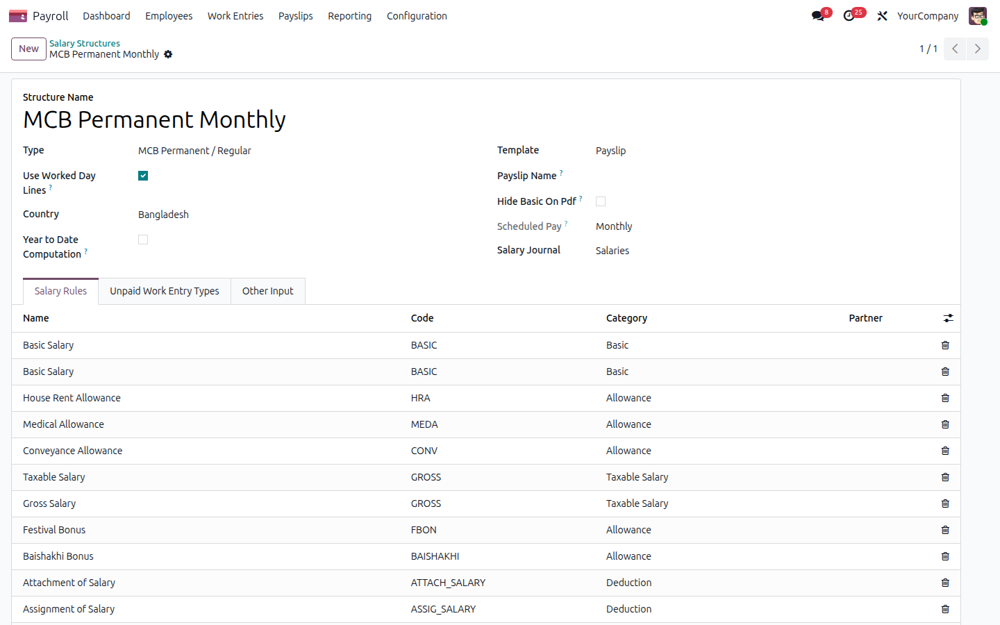 Payroll Dashboard Employees Work Entries Payslips Reporting Configuration 8 25 YourCompany
New Salary Structures
MCB Permanent Monthly 1 / 1
Structure Name
MCB Permanent Monthly
Type MCB Permanent / Regular Template Payslip
Use Worked Day Payslip Name ?
Lines ?
Hide Basic On Pdf ?
Country Bangladesh
Scheduled Pay ? Monthly
Year to Date
Computation ?
Salary Journal Salaries
Salary Rules Unpaid Work Entry Types Other Input
Name Code Category Partner
Basic Salary BASIC Basic
Basic Salary BASIC Basic
House Rent Allowance HRA Allowance
Medical Allowance MEDA Allowance
Conveyance Allowance CONV Allowance
Taxable Salary GROSS Taxable Salary
Gross Salary GROSS Taxable Salary
Festival Bonus FBON Allowance
Baishakhi Bonus BAISHAKHI Allowance
Attachment of Salary ATTACH_SALARY Deduction
Assignment of Salary ASSIG_SALARY Deduction